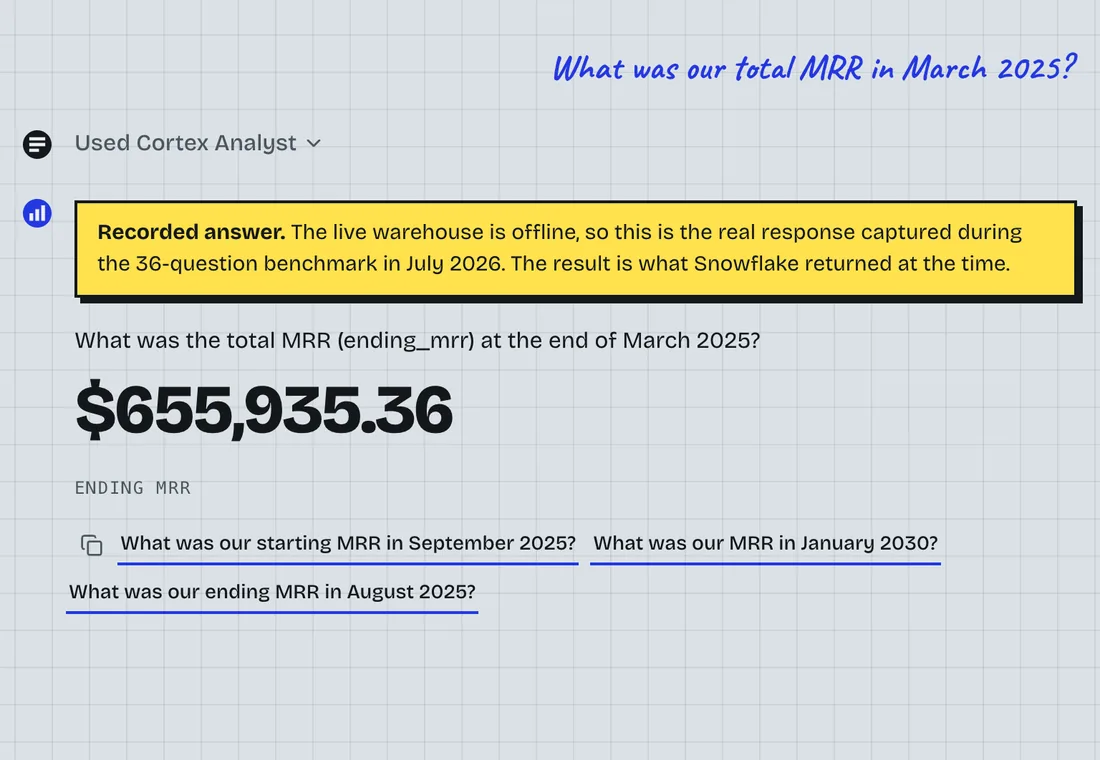 What was our total MRR in March 2025?
Used Cortex Analyst
Recorded answer. The live warehouse is offline, so this is the real response captured during
the 36-question benchmark in July 2026. The result is what Snowflake returned at the time.
What was the total MRR (ending_mrr) at the end of March 2025?
$655,935.36
ENDING MRR
What was our starting MRR in September 2025? What was our MRR in January 2030?
What was our ending MRR in August 2025?